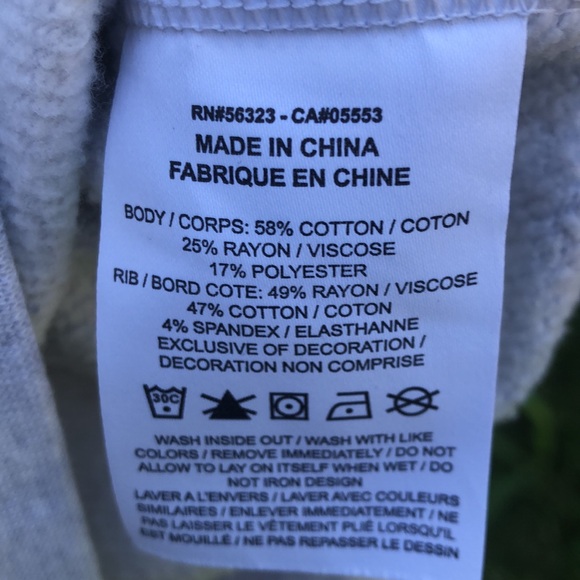 RN#56323 - CA#05553
MADE IN CHINA
FABRIQUE EN CHINE
BODY / CORPS: 58% COTTON / COTON
25% RAYON / VISCOSE
17% POLYESTER
RIB / BORD COTE: 49% RAYON / VISCOSE
47% COTTON / COTON
4% SPANDEX / ELASTHANNE
EXCLUSIVE OF DECORATION /
DECORATION NON COMPRISE
30C
WASH INSIDE OUT / WASH WITH LIKE
COLORS / REMOVE IMMEDIATELY / DO NOT
ALLOW TO LAY ON ITSELF WHEN WET / DO
NOT IRON DESIGN
LAVER A L'ENVERS / LAVER AVEC COULEURS
SIMILAIRES / ENLEVER IMMÉDIATEMENT / NE
PAS LAISSER LE VÊTEMENT PLIÉ LORSQU'IL
EST MOUILLÉ / NE PAS REPASSER LE DESSIN